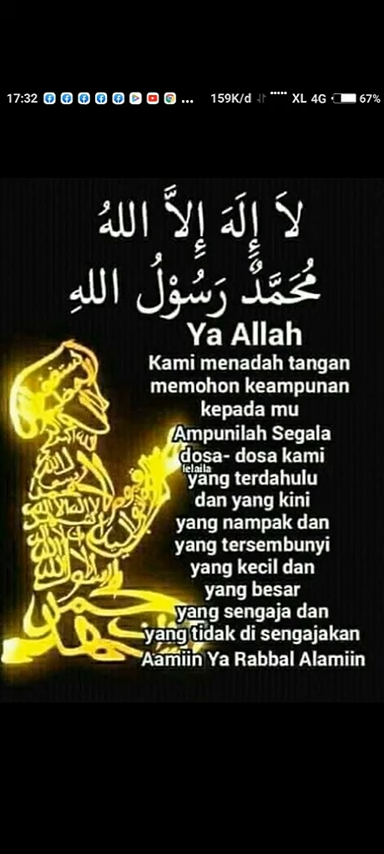 17:32 ... 159K/d XL 4G 67%
لاَ إِلَهَ إِلاَّ اللهُ
مُحَمَّدٌ رَسُوْلُ اللهِ
Ya Allah
Kami menadah tangan
memohon keampunan
kepada mu
Ampunilah Segala
dosa- dosa kami
lelaila
yang terdahulu
dan yang kini
yang nampak dan
yang tersembunyi
yang kecil dan
yang besar
yang sengaja dan
yang tidak di sengajakan
Aamiin Ya Rabbal Alamiin